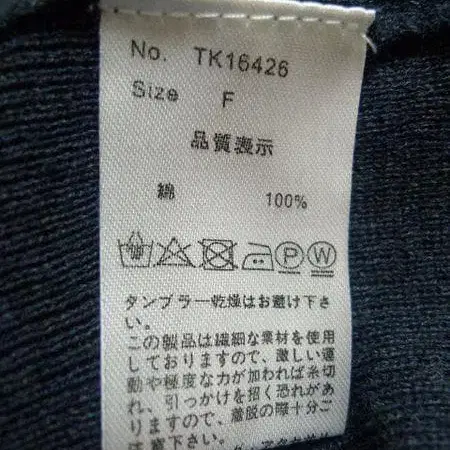 No. TK16426
Size F
品質表示
綿 100%
P W
タンブラー乾燥はお避け下さ
い。
この製品は繊細な素材を使用
しておりますので、激しい運
動や極度な力が加われば糸切
れ、引っかけを招く恐れがあ
りますので、着脱の際十分ご
注意下さい。